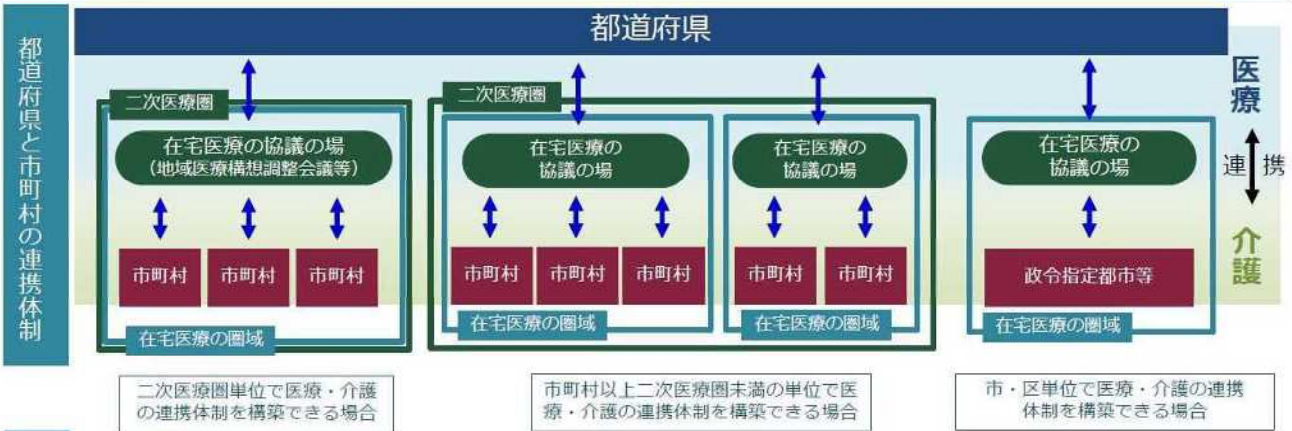 都道府県と市町村の連携体制
都道府県
二次医療圏
在宅医療の協議の場
(地域医療構想調整会議等)
市町村
市町村
市町村
在宅医療の圏域
二次医療圏単位で医療・介護
の連携体制を構築できる場合
二次医療圏
在宅医療の
協議の場
市町村
市町村
市町村
在宅医療の圏域
在宅医療の
協議の場
市町村
市町村
在宅医療の圏域
市町村以上二次医療圏未満の単位で医
療・介護の連携体制を構築できる場合
在宅医療の
協議の場
政令指定都市等
在宅医療の圏域
市・区単位で医療・介護の連携
体制を構築できる場合
医療
連携
介護